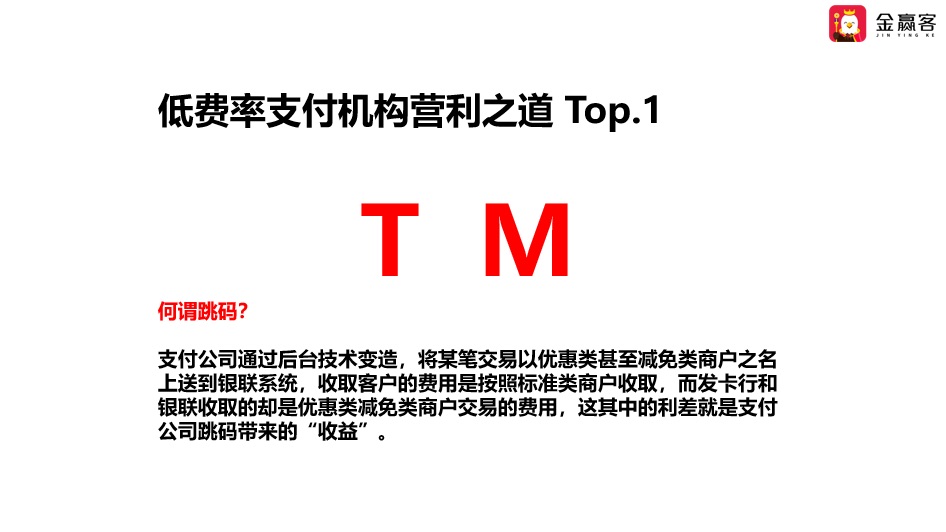 金赢客
JIN YING KE
低费率支付机构营利之道 Top.1
T M
何谓跳码？
支付公司通过后台技术变造，将某笔交易以优惠类甚至减免类商户之名
上送到银联系统，收取客户的费用是按照标准类商户收取，而发卡行和
银联收取的却是优惠类减免类商户交易的费用，这其中的利差就是支付
公司跳码带来的“收益”。